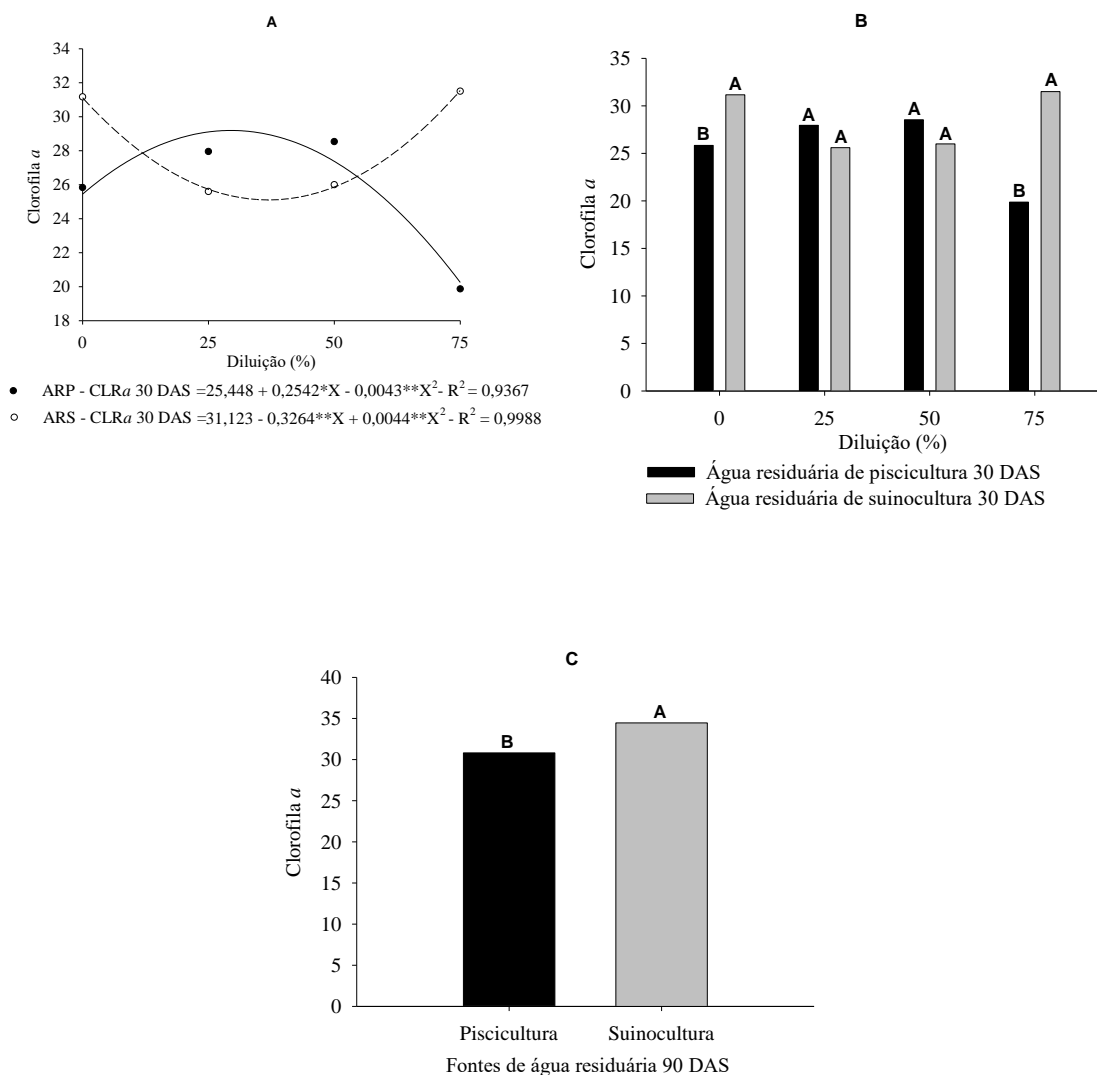 A
34
32
30
28
26
24
22
20
18
Clorofila a
0 25 50 75
Diluição (%)
ARP - CLRa 30 DAS =25,448 + 0,2542*X - 0,0043**X² - R² = 0,9367
ARS - CLRa 30 DAS =31,123 - 0,3264**X + 0,0044**X² - R² = 0,9988
B
35
30
25
20
15
10
5
0
Clorofila a
B A A A A A B A
0 25 50 75
Diluição (%)
Água residuária de piscicultura 30 DAS
Água residuária de suinocultura 30 DAS
C
40
35
30
25
20
15
10
5
0
Clorofila a
B A
Piscicultura Suinocultura
Fontes de água residuária 90 DAS